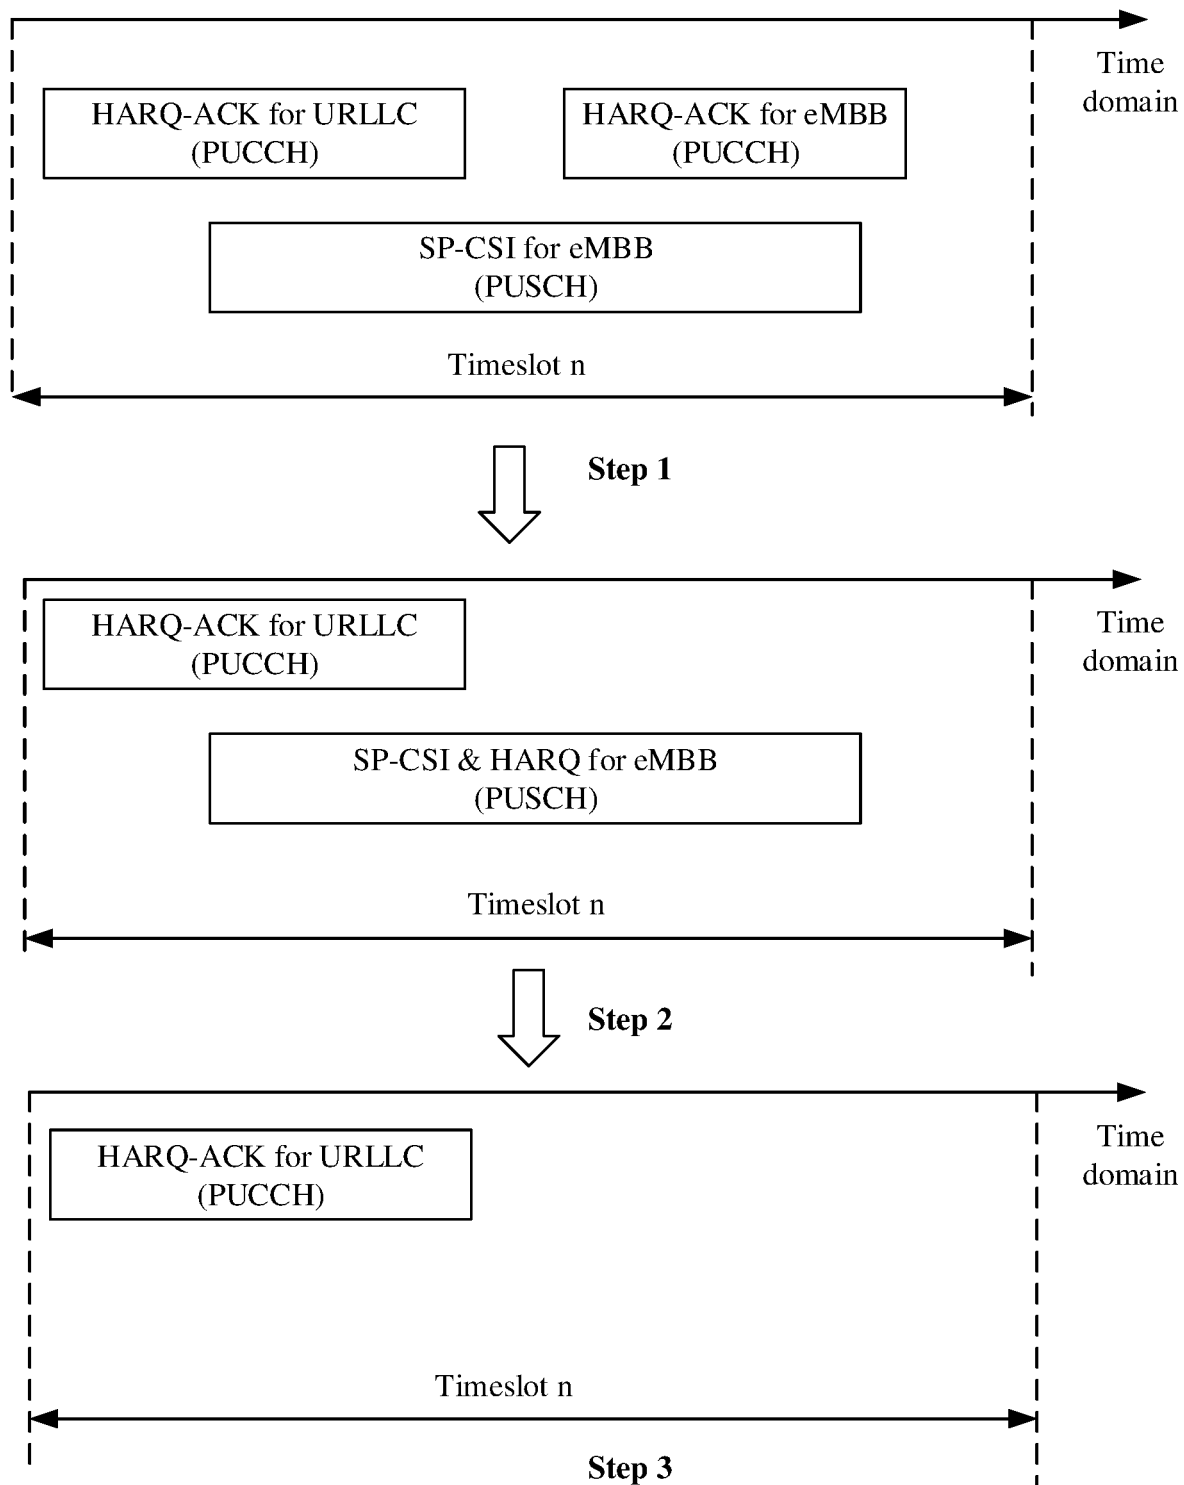 Time
domain
HARQ-ACK for URLLC
(PUCCH)
HARQ-ACK for eMBB
(PUCCH)
SP-CSI for eMBB
(PUSCH)
Timeslot n
Step 1
Time
domain
HARQ-ACK for URLLC
(PUCCH)
SP-CSI & HARQ for eMBB
(PUSCH)
Timeslot n
Step 2
Time
domain
HARQ-ACK for URLLC
(PUCCH)
Timeslot n
Step 3